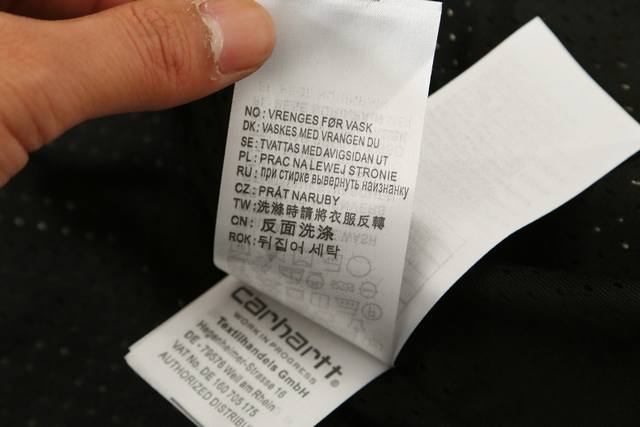 NO : VRENGES FØR VASK
DK : VASKES MED VRANGEN DU
SE : TVATTAS MED AVIGSIDAN UT
PL : PRAC NA LEWEJ STRONIE
RU : при стирке вывернуть наизнанку
CZ : PRÁT NARUBY
TW : 洗滌時請將衣服反轉
CN : 反面洗涤
ROK : 뒤집어 세탁
carhartt®
WORK IN PROGRESS
Textilhandels GmbH
Hegenheimer-Strasse 16
DE - 79576 Weil am Rhein
VAT No. DE 160 705 175
AUTHORIZED DISTRIBU